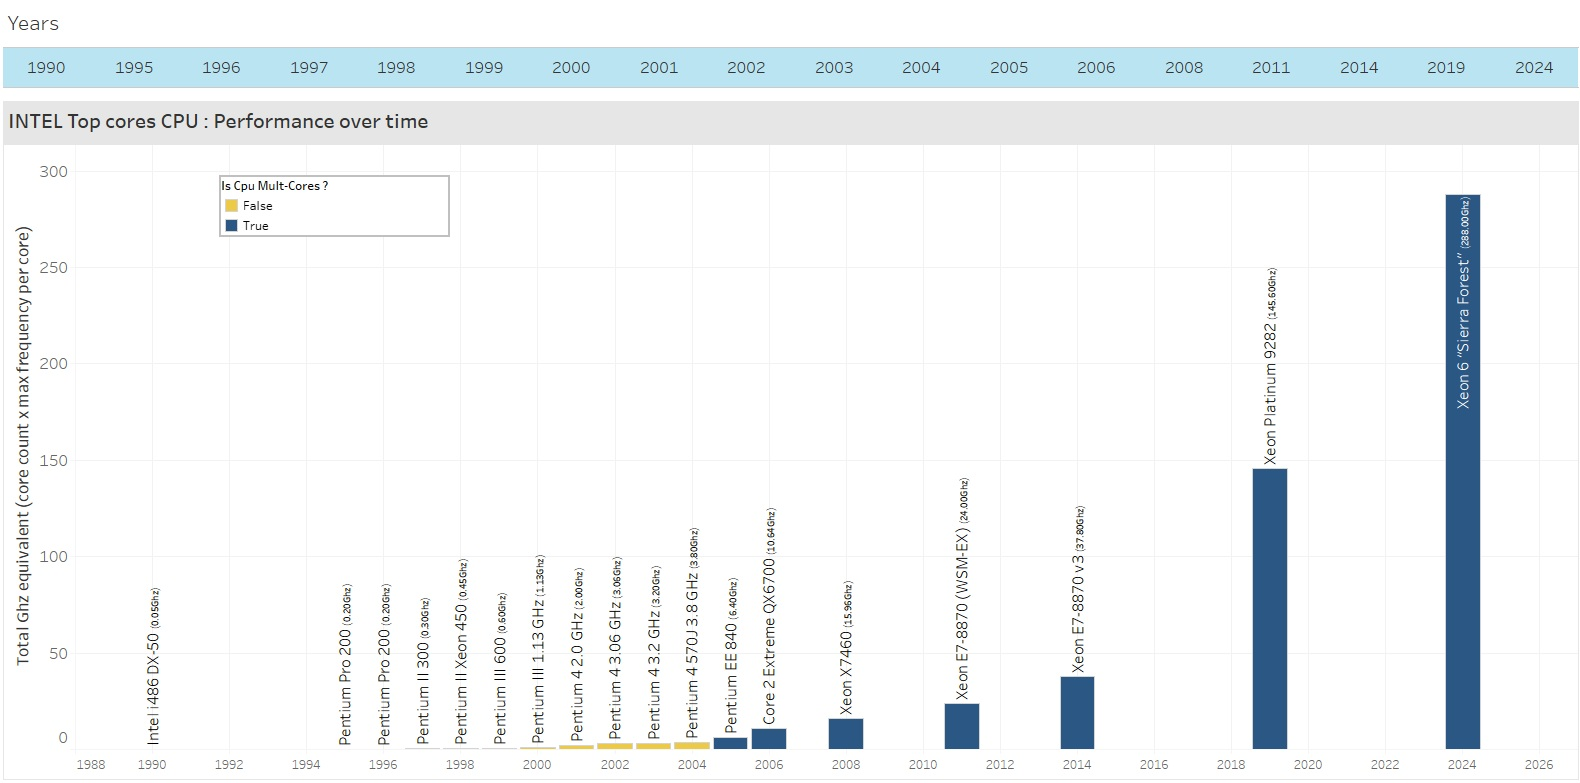 Years
1990 1995 1996 1997 1998 1999 2000 2001 2002 2003 2004 2005 2006 2008 2011 2014 2019 2024
INTEL Top cores CPU : Performance over time
Total Ghz equivalent (core count x max frequency per core)
300
250
200
150
100
50
0
Is Cpu Mult-Cores ?
False
True
Intel i486 DX-50 (0.05Ghz)
Pentium Pro 200 (0.20Ghz)
Pentium Pro 200 (0.20Ghz)
Pentium II 300 (0.30Ghz)
Pentium II Xeon 450 (0.45Ghz)
Pentium III 600 (0.60Ghz)
Pentium III 1.13 GHz (1.13Ghz)
Pentium 4 2.0 GHz (2.00Ghz)
Pentium 4 3.06 GHz (3.06Ghz)
Pentium 4 3.2 GHz (3.20Ghz)
Pentium 4 570J 3.8 GHz (3.80Ghz)
Pentium EE 840 (6.40Ghz)
Core 2 Extreme QX6700 (10.64Ghz)
Xeon X7460 (15.96Ghz)
Xeon E7-8870 (WSM-EX) (24.00Ghz)
Xeon E7-8870 v3 (37.80Ghz)
Xeon Platinum 9282 (145.60Ghz)
Xeon 6 "Sierra Forest" (288.00Ghz)
1988 1990 1992 1994 1996 1998 2000 2002 2004 2006 2008 2010 2012 2014 2016 2018 2020 2022 2024 2026